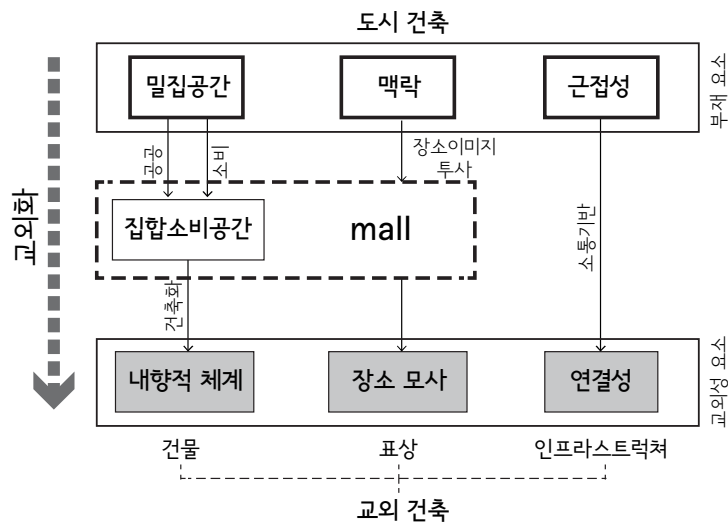 도시 건축
밀집공간
맥락
근접성
부재 요소
공공
소비
장소이미지
투사
교외화
집합소비공간
mall
소통기반
건축화
내향적 체계
장소 모사
연결성
교외성 요소
건물
표상
인프라스트럭쳐
교외 건축